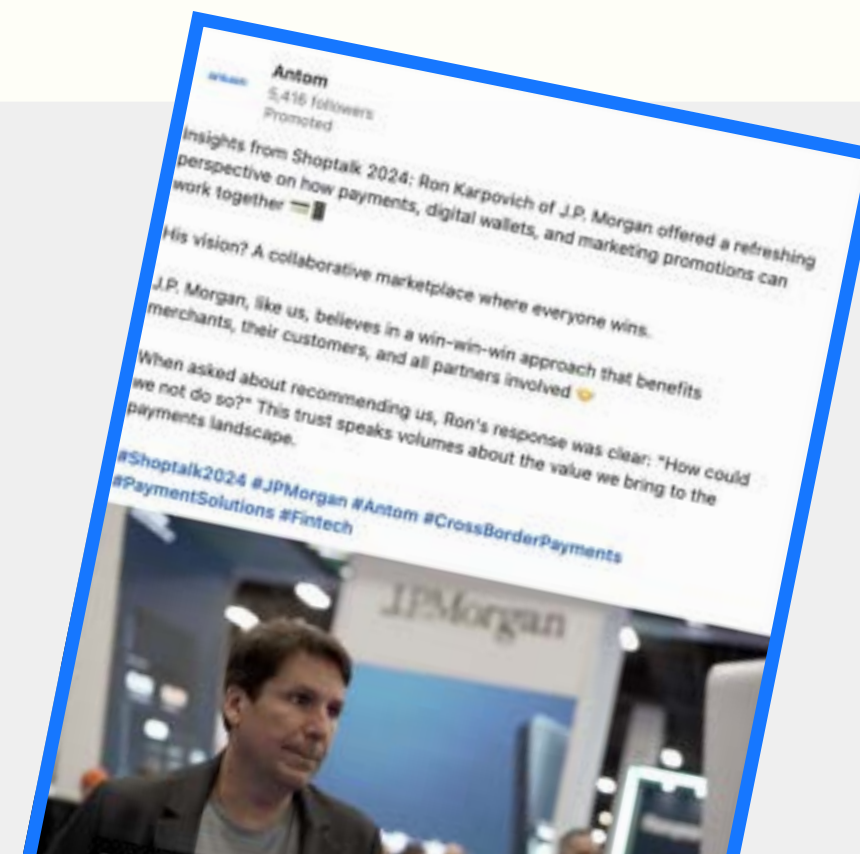 Antom
5,416 followers
Promoted
Insights from Shoptalk 2024: Ron Karpovich of J.P. Morgan offered a refreshing
perspective on how payments, digital wallets, and marketing promotions can
work together 💳📱
His vision? A collaborative marketplace where everyone wins.
J.P. Morgan, like us, believes in a win-win-win approach that benefits
merchants, their customers, and all partners involved 🤝
When asked about recommending us, Ron's response was clear: "How could
we not do so?" This trust speaks volumes about the value we bring to the
payments landscape.
#Shoptalk2024 #JPMorgan #Antom #CrossBorderPayments
#PaymentSolutions #Fintech
J.P.Morgan